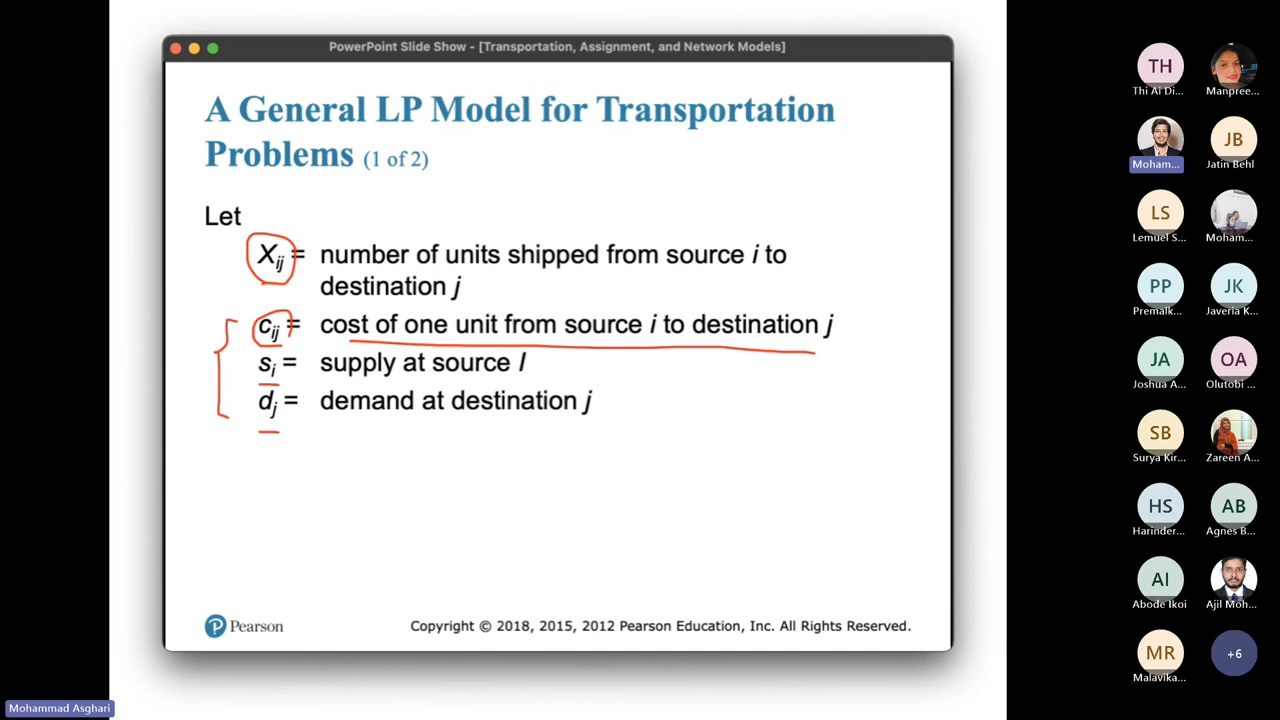 PowerPoint Slide Show - [Transportation, Assignment, and Network Models]
A General LP Model for Transportation
Problems (1 of 2)
Let
Xij = number of units shipped from source i to
destination j
cij = cost of one unit from source i to destination j
si = supply at source I
dj = demand at destination j
Pearson
Copyright © 2018, 2015, 2012 Pearson Education, Inc. All Rights Reserved.
Mohammad Asghari
TH
Thi Ai Di...
Manpree...
Moham...
JB
Jatin Behl
LS
Lemuel S...
Moham...
PP
Premalk...
JK
Javeria K...
JA
Joshua A...
OA
Olutobi ...
SB
Surya Kir...
Zareen A...
HS
Harinder...
AB
Agnes B...
AI
Abode Ikoi
Ajil Moh...
MR
Malavika...
+6